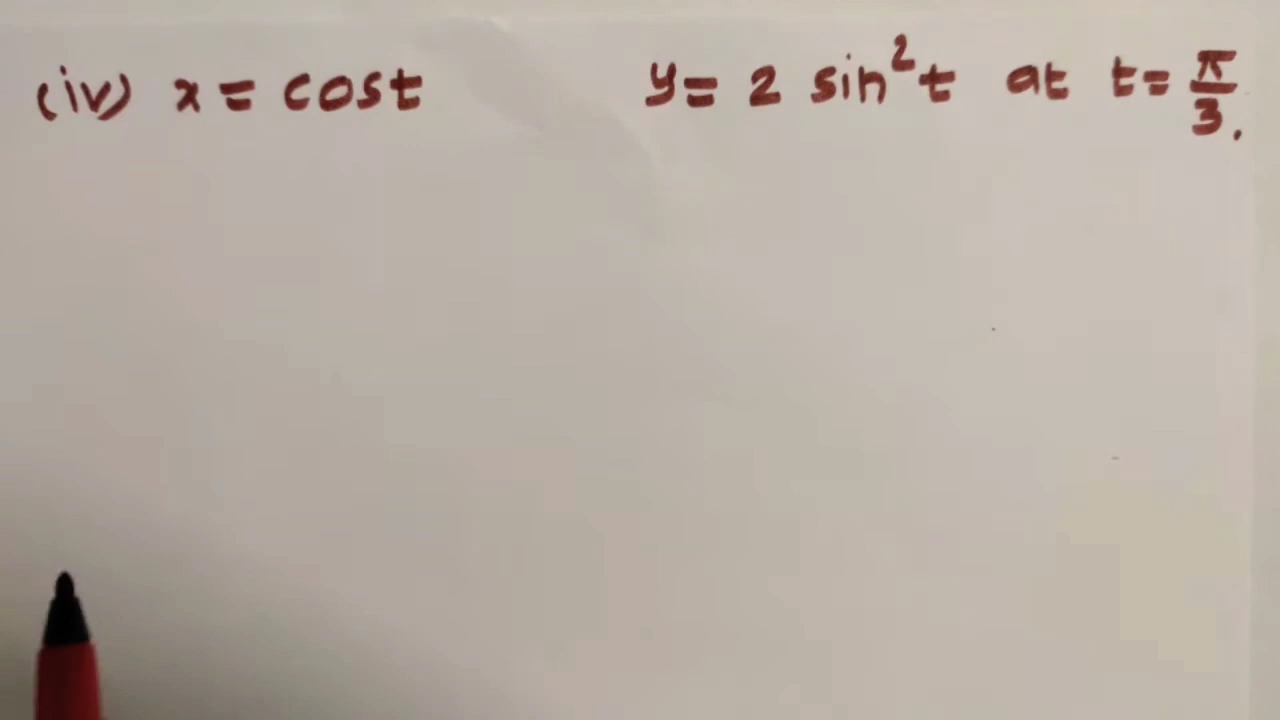 (iv) x = cost y = 2 sin²t at t = π/3.